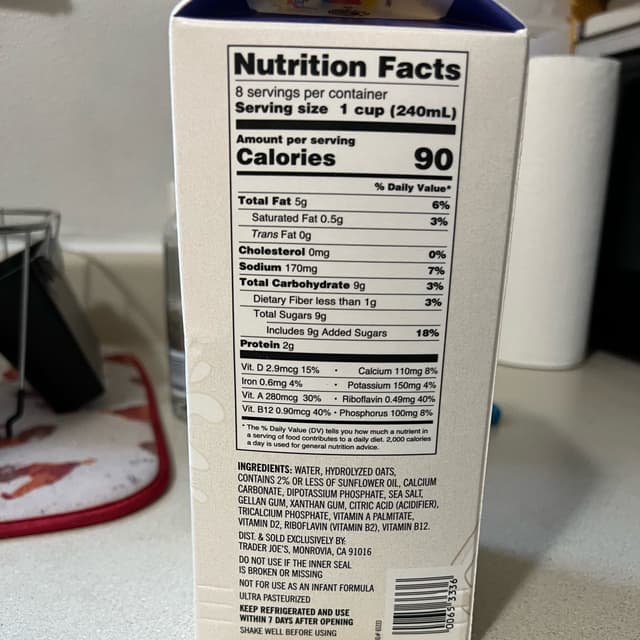 Nutrition Facts
8 servings per container
Serving size 1 cup (240mL)
Amount per serving
Calories 90
% Daily Value*
Total Fat 5g 6%
Saturated Fat 0.5g 3%
Trans Fat 0g
Cholesterol 0mg 0%
Sodium 170mg 7%
Total Carbohydrate 9g 3%
Dietary Fiber less than 1g 3%
Total Sugars 9g
Includes 9g Added Sugars 18%
Protein 2g
Vit. D 2.9mcg 15% • Calcium 110mg 8%
Iron 0.6mg 4% • Potassium 150mg 4%
Vit. A 280mcg 30% • Riboflavin 0.49mg 40%
Vit. B12 0.90mcg 40% • Phosphorus 100mg 8%
* The % Daily Value (DV) tells you how much a nutrient in
a serving of food contributes to a daily diet. 2,000 calories
a day is used for general nutrition advice.
INGREDIENTS: WATER, HYDROLYZED OATS,
CONTAINS 2% OR LESS OF SUNFLOWER OIL, CALCIUM
CARBONATE, DIPOTASSIUM PHOSPHATE, SEA SALT,
GELLAN GUM, XANTHAN GUM, CITRIC ACID (ACIDIFIER),
TRICALCIUM PHOSPHATE, VITAMIN A PALMITATE,
VITAMIN D2, RIBOFLAVIN (VITAMIN B2), VITAMIN B12.
DIST. & SOLD EXCLUSIVELY BY:
TRADER JOE'S, MONROVIA, CA 91016
DO NOT USE IF THE INNER SEAL
IS BROKEN OR MISSING
NOT FOR USE AS AN INFANT FORMULA
ULTRA PASTEURIZED
KEEP REFRIGERATED AND USE
WITHIN 7 DAYS AFTER OPENING
SHAKE WELL BEFORE USING
0065 3336